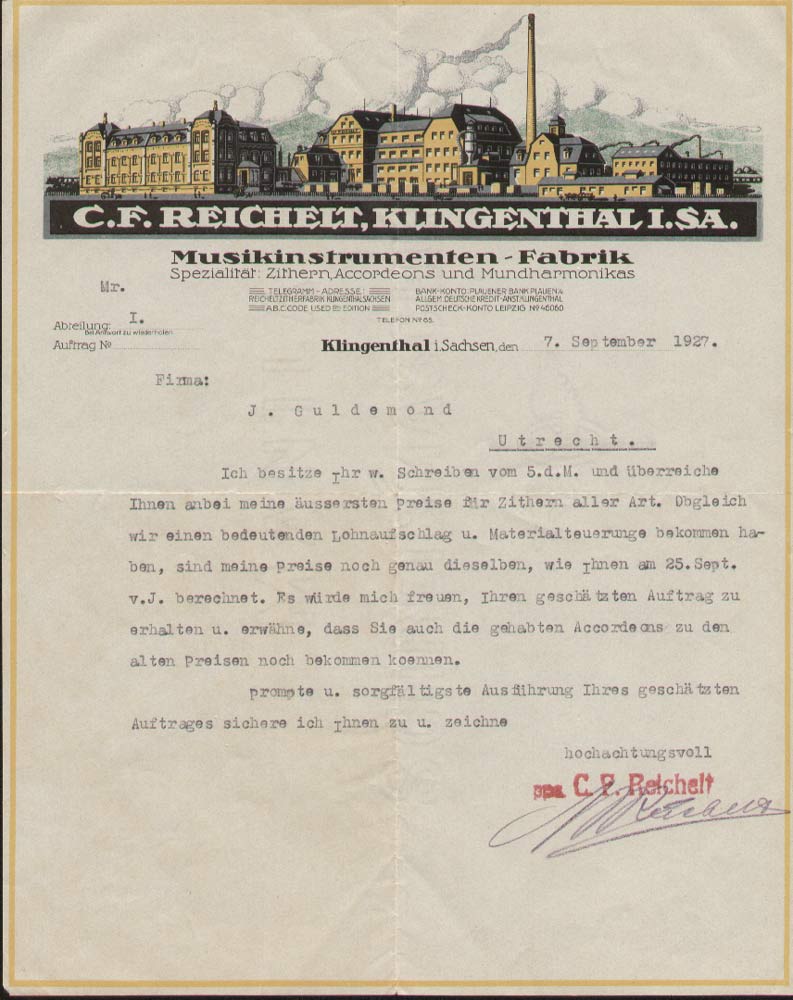 C. F. REICHELT
C.F. REICHELT, KLINGENTHAL I.SA.
Musikinstrumenten-Fabrik
Spezialität: Zithern, Accordeons und Mundharmonikas
Mr.
TELEGRAMM-ADRESSE: BANK-KONTO: PLAUENER BANK PLAUEN i/v
REICHELTZITHERFABRIK KLINGENTHALSACHSEN ALLGEM. DEUTSCHE KREDIT-ANST. KLINGENTHAL
A.B.C. CODE USED EDITION POSTSCHECK-KONTO LEIPZIG No 46060
TELEFON No 65.
Abteilung: I.
Bei Antwort zu wiederholen
Auftrag No
Klingenthal i.Sachsen, den 7. September 1927.
Firma:
J. Guldemond
Utrecht.
Ich besitze Ihr w. Schreiben vom 5.d.M. und überreiche
Ihnen anbei meine äussersten Preise für Zithern aller Art. Obgleich
wir einen bedeutenden Lohnaufschlag u. Materialteuerunge bekommen ha-
ben, sind meine Preise noch genau dieselben, wie Ihnen am 25.Sept.
v.J. berechnet. Es würde mich freuen, Ihren geschätzten Auftrag zu
erhalten u. erwähne, dass Sie auch die gehabten Accordeons zu den
alten Preisen noch bekommen koennen.
Prompte u. sorgfältigste Ausführung Ihres geschätzten
Auftrages sichere ich Ihnen zu u. zeichne
hochachtungsvoll
ppa. C. F. Reichelt